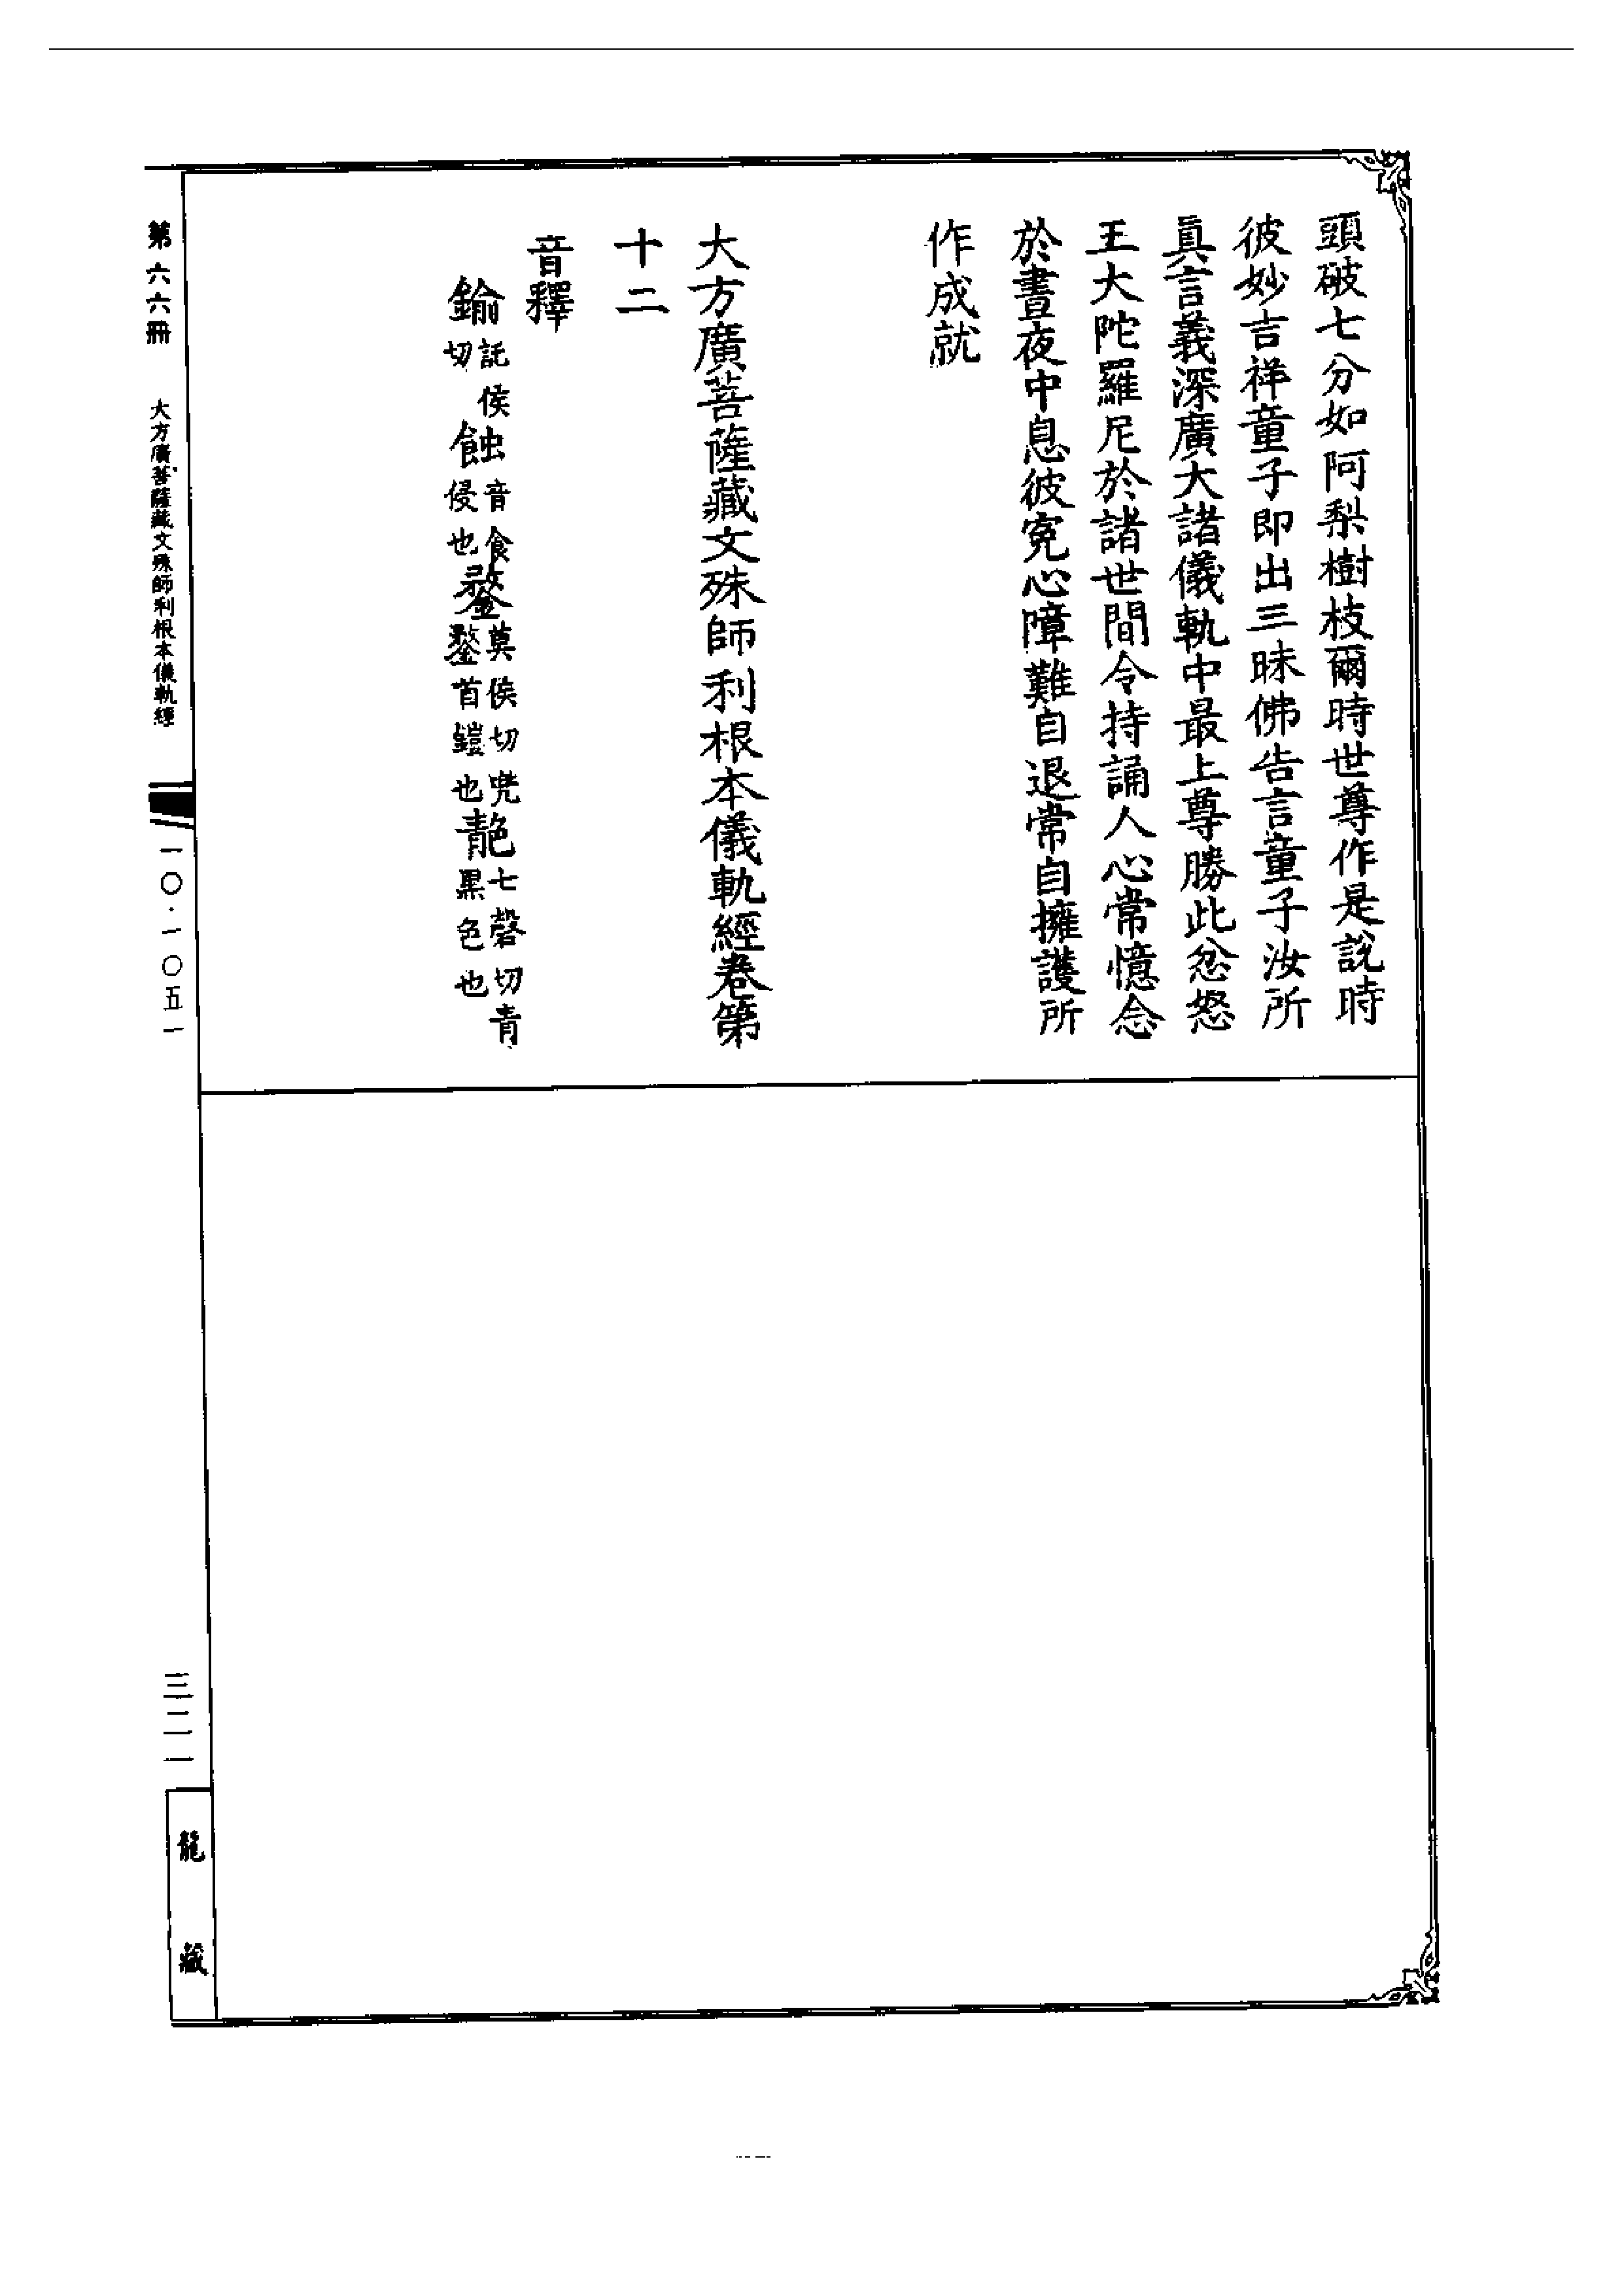 頭破七分如阿梨樹枝爾時世尊作是說時
彼妙吉祥童子即出三昧佛告言童子汝所
真言義深廣大諸儀軌中最上尊勝此忿怒
王大陀羅尼於諸世間令持誦人心常憶念
於晝夜中息彼寃心障難自退常自擁護所
作成就
大方廣菩薩藏文殊師利根本儀軌經卷第
十二
音釋
鍮託侯切蝕音食侵也鍪莫侯切兜鍪首鎧也靘七磬切青黑色也
第六六冊 大方廣菩薩藏文殊師利根本儀軌經 一〇·一〇五一 三二一 龍藏